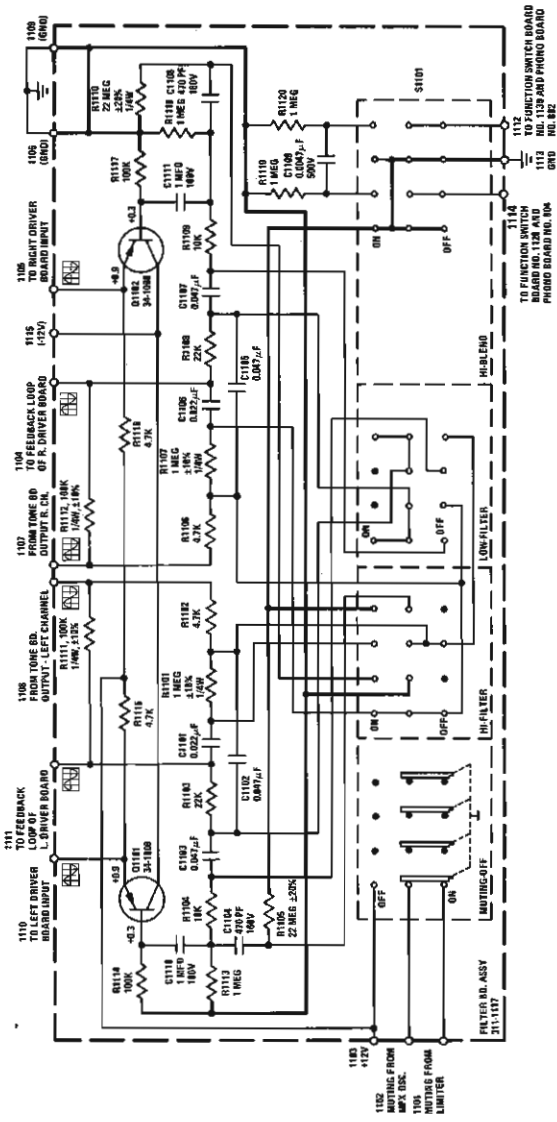 1109
(GND)
1106
(GND)
1105
TO RIGHT DRIVER
BOARD INPUT
1115
(-12V)
1104
TO FEEDBACK LOOP
OF R. DRIVER BOARD
1107
FROM TONE BD
OUTPUT R. CH.
1108
FROM TONE BD.
OUTPUT - LEFT CHANNEL
1111
TO FEEDBACK
LOOP OF
L. DRIVER BOARD
1110
TO LEFT DRIVER
BOARD INPUT
R1110
22 MEG
±20%
1/4W
R1118
1 MEG
C1108
470 PF
160V
R1117
100K
C1111
1 MFD
100V
+0.3
+0.9
Q1102
R1109
10K
C1107
0.047μF
R1108
22K
C1105
0.047μF
C1106
0.022μF
R1107
1 MEG
±10%
1/4W
R1106
4.7K
R1116
4.7K
R1112, 100K
1/4W, ±10%
R1111, 100K
1/4W, ±10%
R1102
4.7K
R1101
1 MEG
±10%
1/4W
R1115
4.7K
C1101
0.022μF
C1102
0.047μF
R1103
22K
C1103
0.047μF
Q1101
+0.9
+0.3
R1104
10K
C1104
470 PF
160V
R1105
22 MEG ±20%
C1110
1 MFD
100V
R1114
100K
R1113
1 MEG
R1120
1 MEG
R1119
1 MEG
C1109
0.0047μF
500V
S1101
ON
OFF
HI-BLEND
ON
OFF
LOW-FILTER
ON
OFF
HI-FILTER
OFF
ON
MUTING-OFF
FILTER BD. ASSY
311-1117
1112
TO FUNCTION SWITCH BOARD
NO. 1139 AND PHONO BOARD
NO. 802
1113
GND
1114
TO FUNCTION SWITCH
BOARD NO. 1128 AND
PHONO BOARD NO. 804
1103
+12V
1102
MUTING FROM
MPX OSC.
1101
MUTING FROM
LIMITER